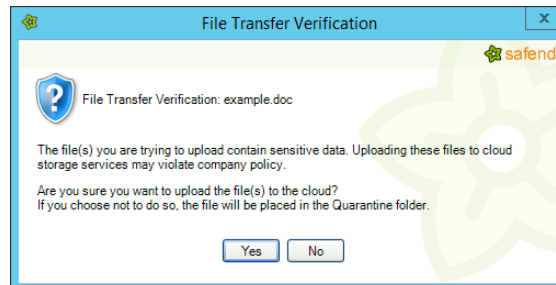 File Transfer Verification
x
safend
?
File Transfer Verification: example.doc
The file(s) you are trying to upload contain sensitive data. Uploading these files to cloud
storage services may violate company policy.
Are you sure you want to upload the file(s) to the cloud?
If you choose not to do so, the file will be placed in the Quarantine folder.
Yes No